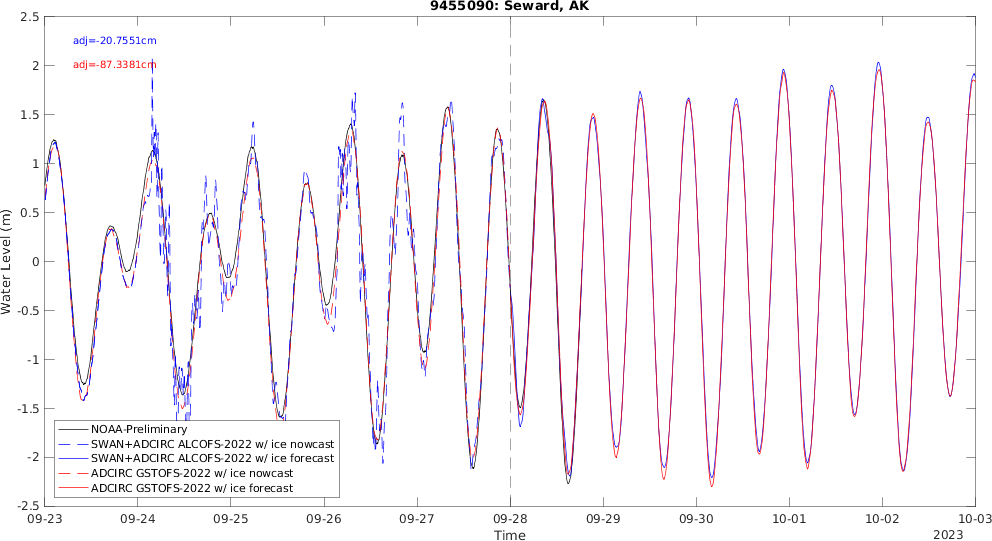 9455090: Seward, AK
adj=-20.7551cm
adj=-87.3381cm
Water Level (m)
2.5
2
1.5
1
0.5
0
-0.5
-1
-1.5
-2
-2.5
NOAA-Preliminary
SWAN+ADCIRC ALCOFS-2022 w/ ice nowcast
SWAN+ADCIRC ALCOFS-2022 w/ ice forecast
ADCIRC GSTOFS-2022 w/ ice nowcast
ADCIRC GSTOFS-2022 w/ ice forecast
09-23 09-24 09-25 09-26 09-27 09-28 09-29 09-30 10-01 10-02 10-03
Time
2023